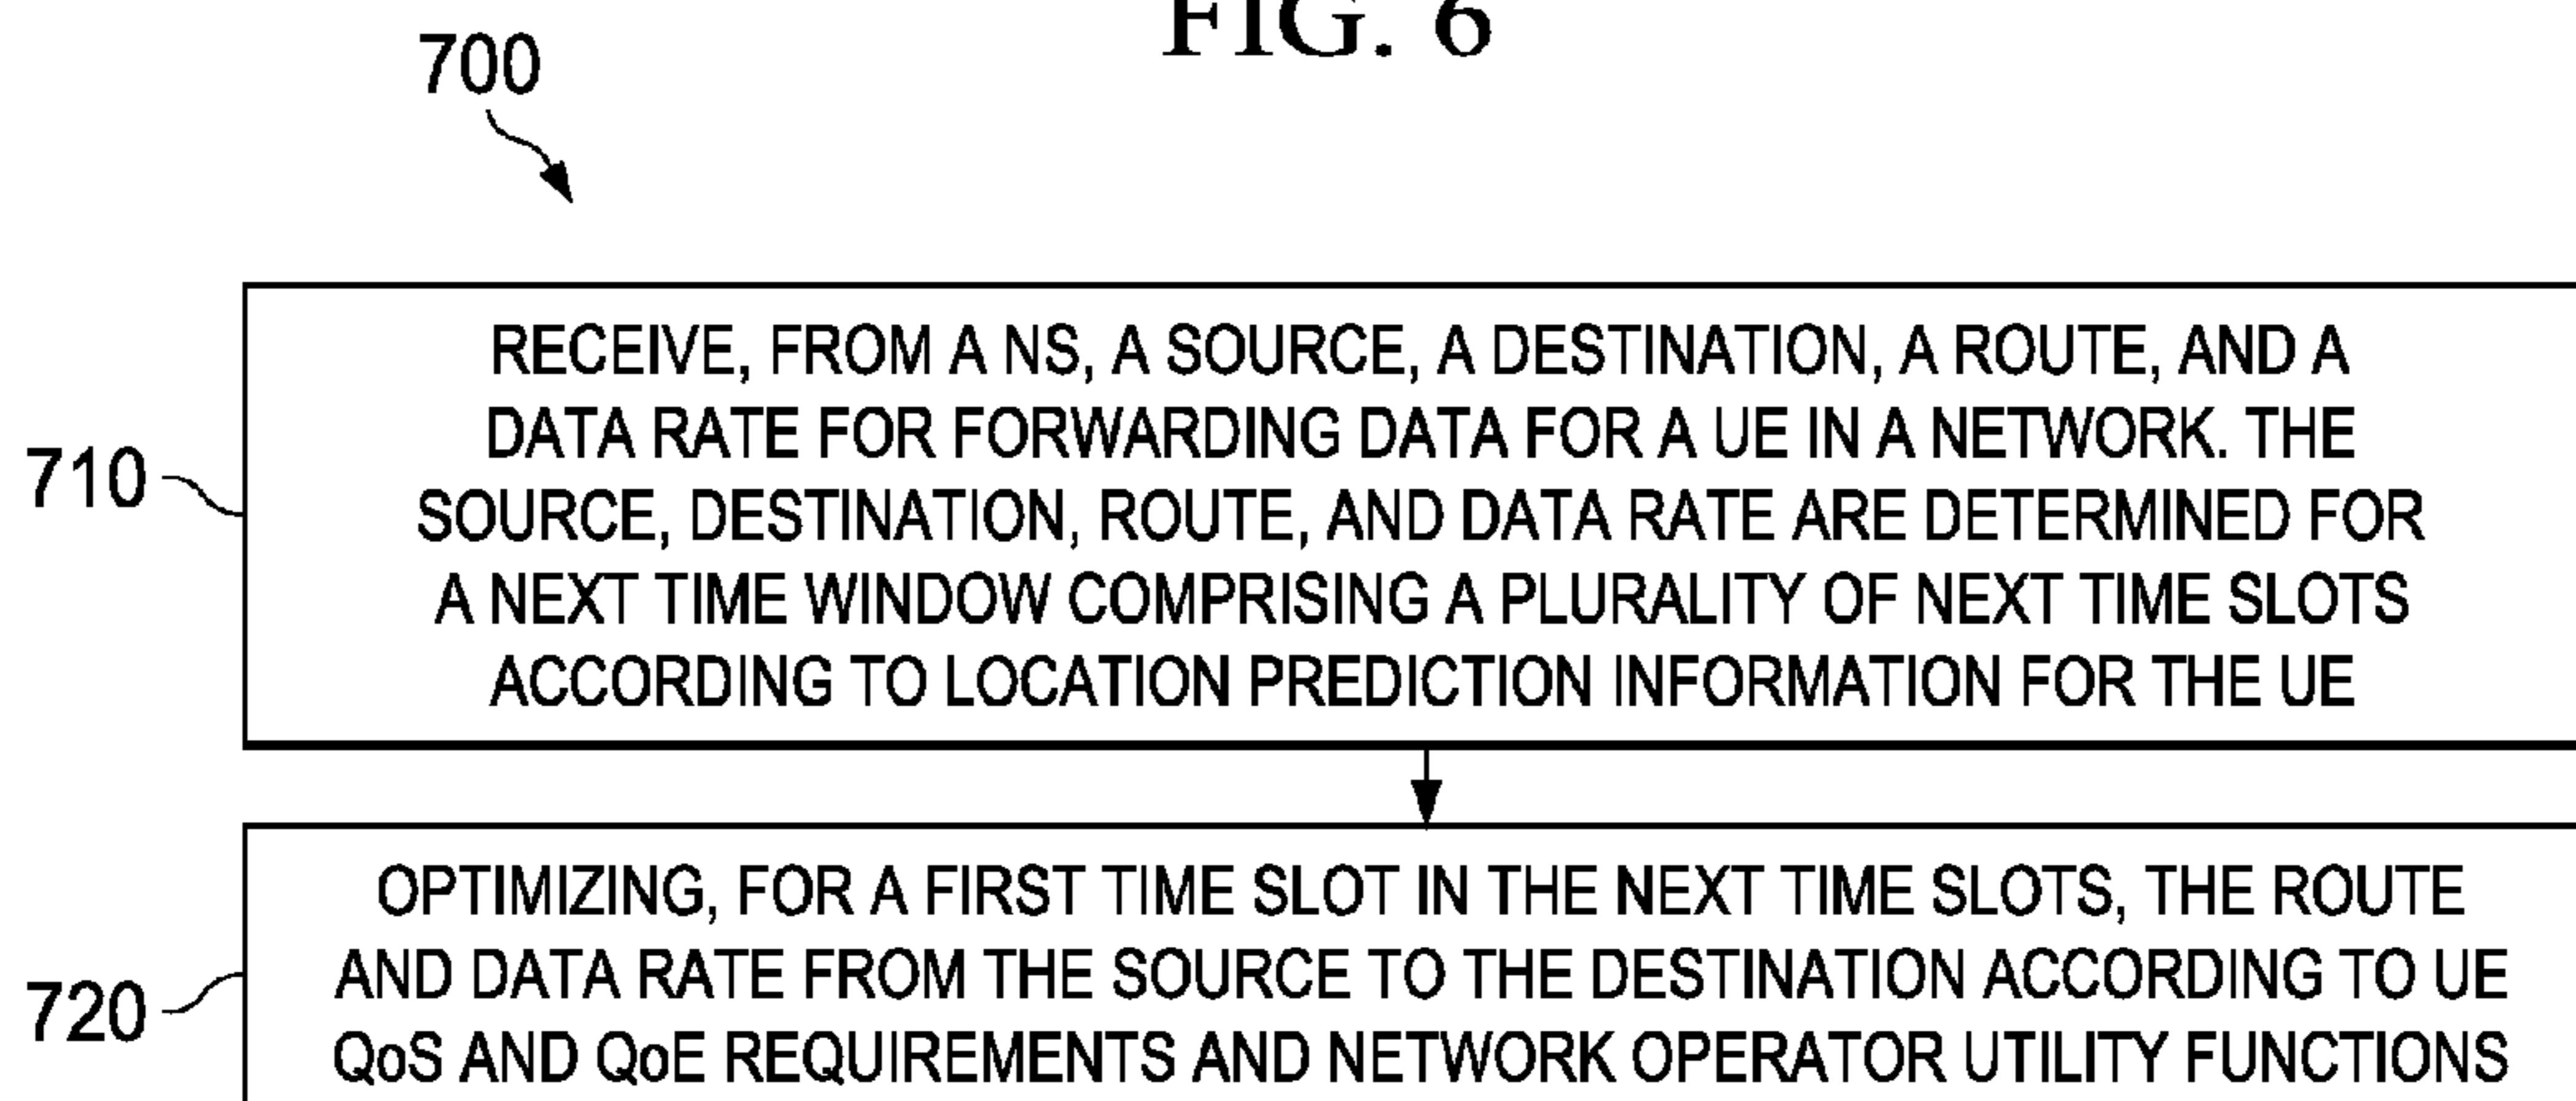 FIG. 6
700
710
RECEIVE, FROM A NS, A SOURCE, A DESTINATION, A ROUTE, AND A
DATA RATE FOR FORWARDING DATA FOR A UE IN A NETWORK. THE
SOURCE, DESTINATION, ROUTE, AND DATA RATE ARE DETERMINED FOR
A NEXT TIME WINDOW COMPRISING A PLURALITY OF NEXT TIME SLOTS
ACCORDING TO LOCATION PREDICTION INFORMATION FOR THE UE
720
OPTIMIZING, FOR A FIRST TIME SLOT IN THE NEXT TIME SLOTS, THE ROUTE
AND DATA RATE FROM THE SOURCE TO THE DESTINATION ACCORDING TO UE
QoS AND QoE REQUIREMENTS AND NETWORK OPERATOR UTILITY FUNCTIONS